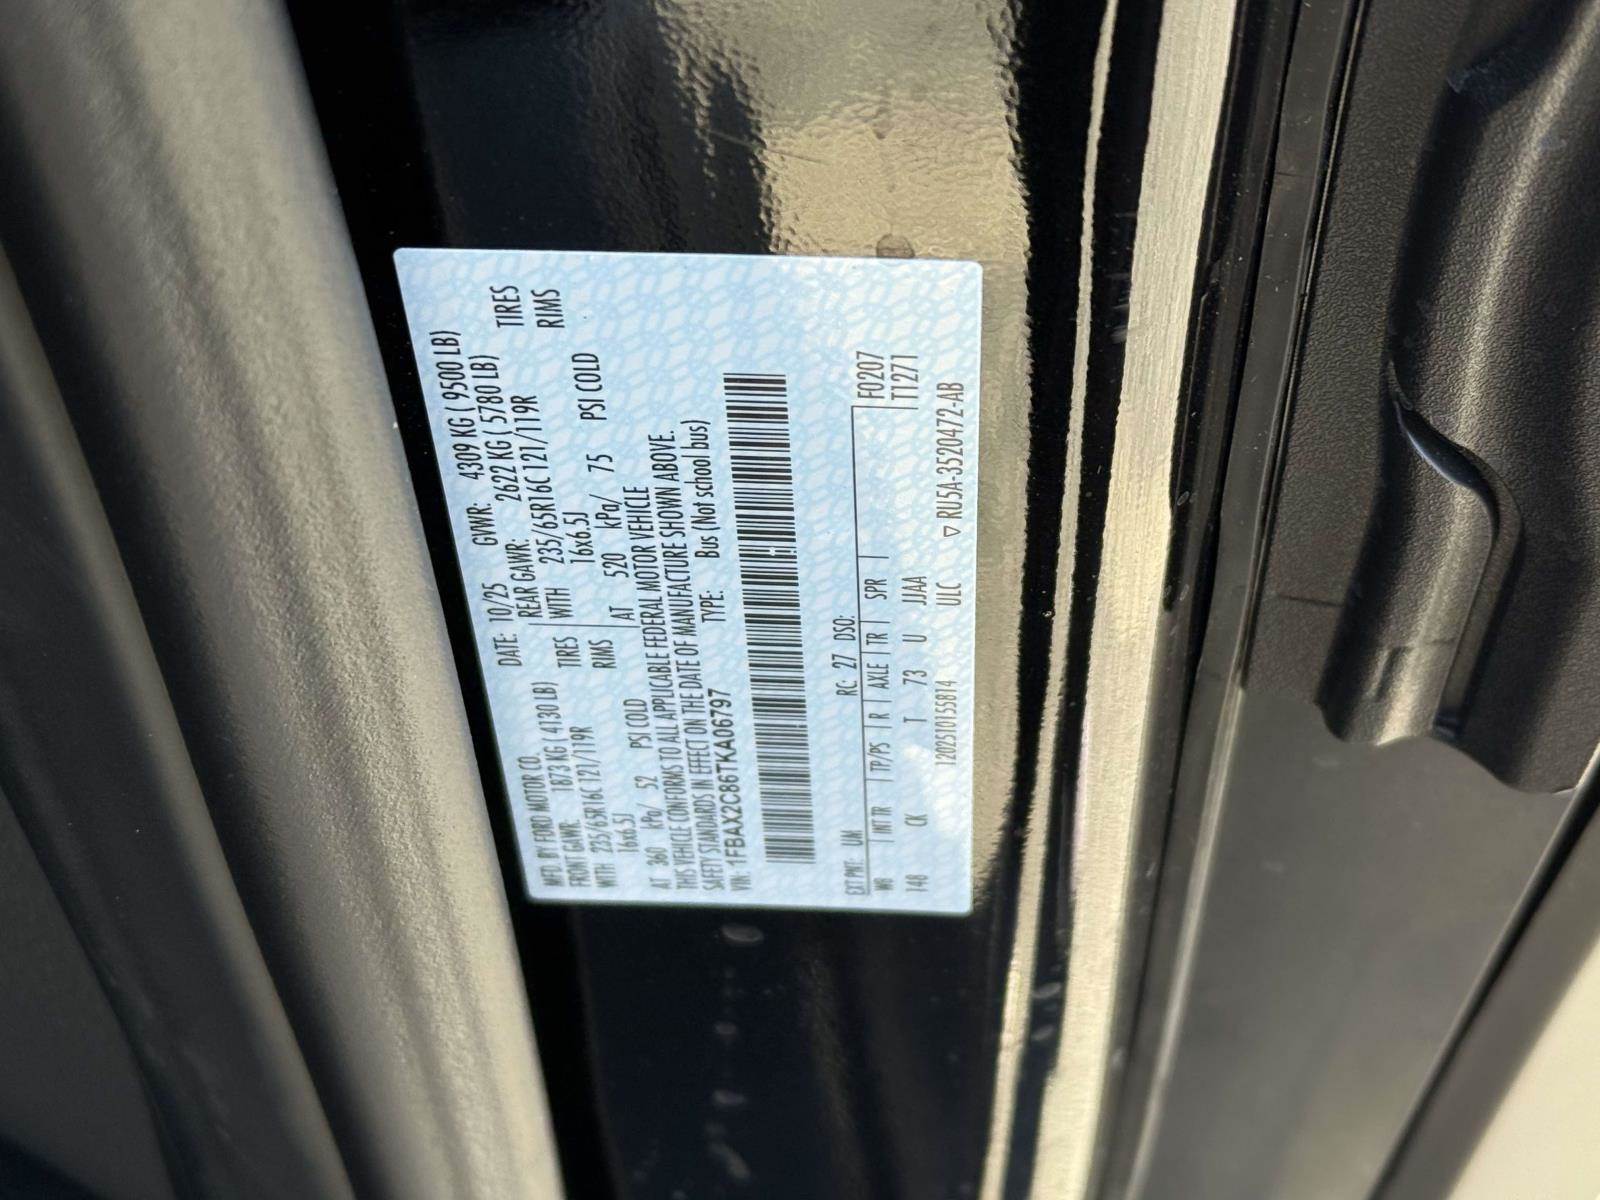 MFD. BY FORD MOTOR CO.
DATE: 10/25 GVWR: 4309 KG ( 9500 LB)
FRONT GAWR: 1873 KG ( 4130 LB) REAR GAWR: 2622 KG ( 5780 LB)
WITH 235/65R16C 121/119R TIRES WITH 235/65R16C 121/119R TIRES
16x6.5J RIMS 16x6.5J RIMS
AT 360 kPa/ 52 PSI COLD AT 520 kPa/ 75 PSI COLD
THIS VEHICLE CONFORMS TO ALL APPLICABLE FEDERAL MOTOR VEHICLE
SAFETY STANDARDS IN EFFECT ON THE DATE OF MANUFACTURE SHOWN ABOVE.
VIN: 1FBAX2C86TKA06797 TYPE: Bus (Not school bus)
EXT PNT: UM RC: 27 DSO: F0207
WB INT TR TP/PS R AXLE TR SPR T1271
148 CK T 73 U JJAA
12025101555814 ULC ▽ RU5A-3520472-AB